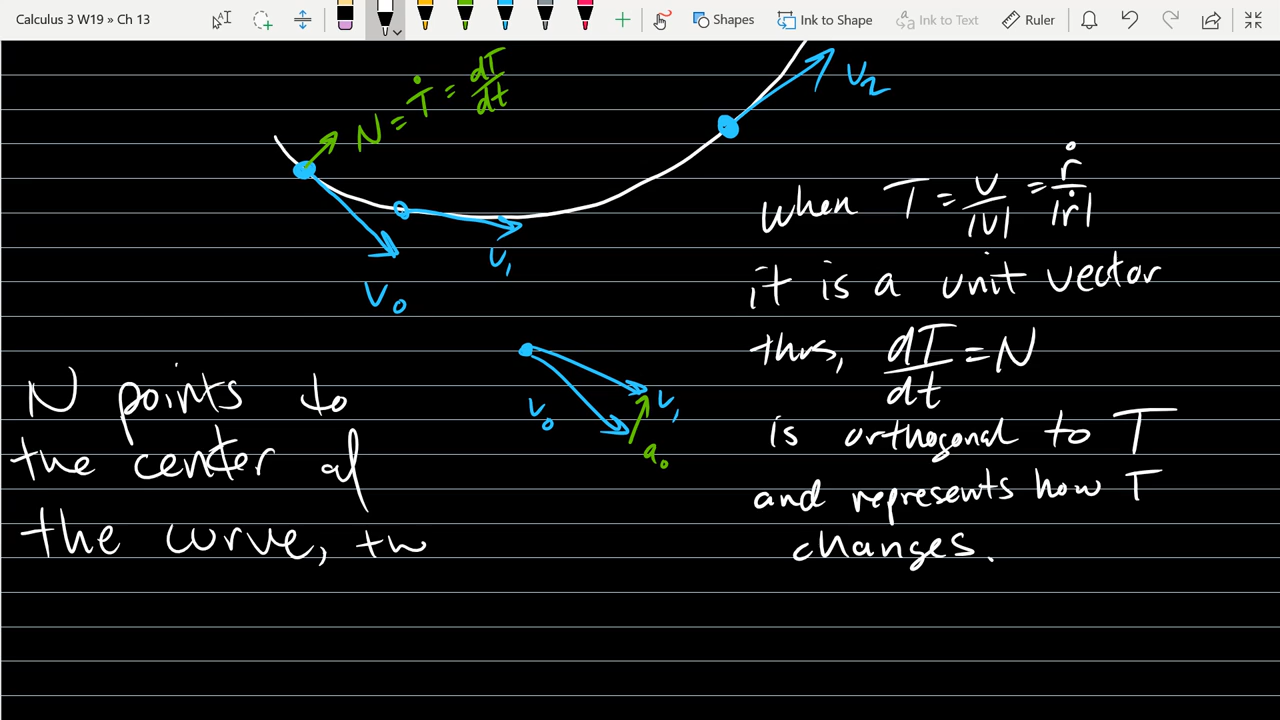 Calculus 3 W19 » Ch 13
Shapes
Ink to Shape
Ink to Text
Ruler
N = Ṫ = dT/dt
v₂
v₁
v₀
when T = v/|v| = ṙ/|ṙ|
it is a unit vector
thus, dT/dt = N
is orthogonal to T
and represents how T
changes.
v₀
v₁
a₀
N points to
the center of
the curve,